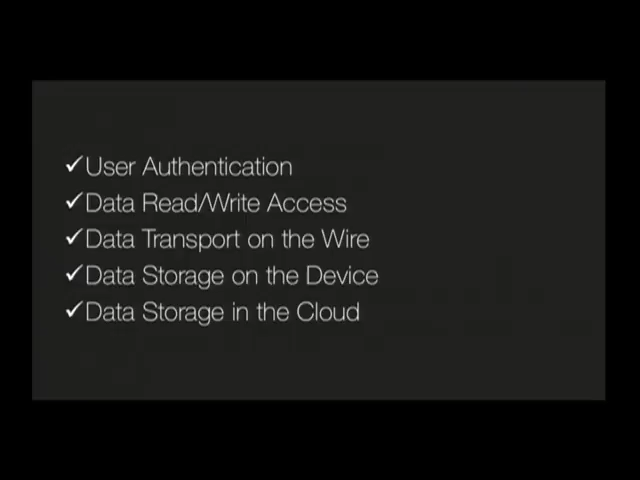 ✓User Authentication
✓Data Read/Write Access
✓Data Transport on the Wire
✓Data Storage on the Device
✓Data Storage in the Cloud